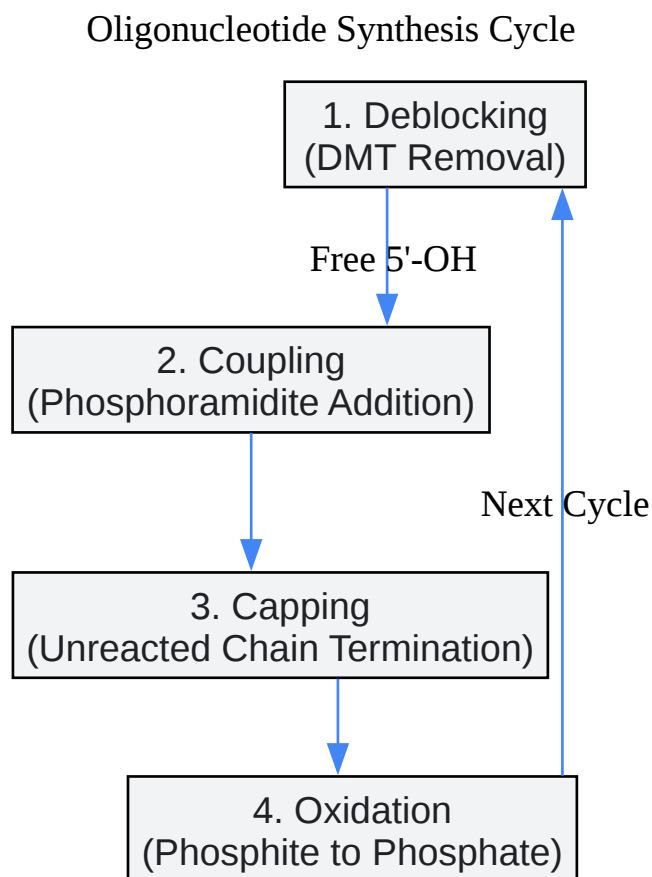 Oligonucleotide Synthesis Cycle
1. Deblocking
(DMT Removal)
Free 5'-OH
2. Coupling
(Phosphoramidite Addition)
Next Cycle
3. Capping
(Unreacted Chain Termination)
4. Oxidation
(Phosphite to Phosphate)